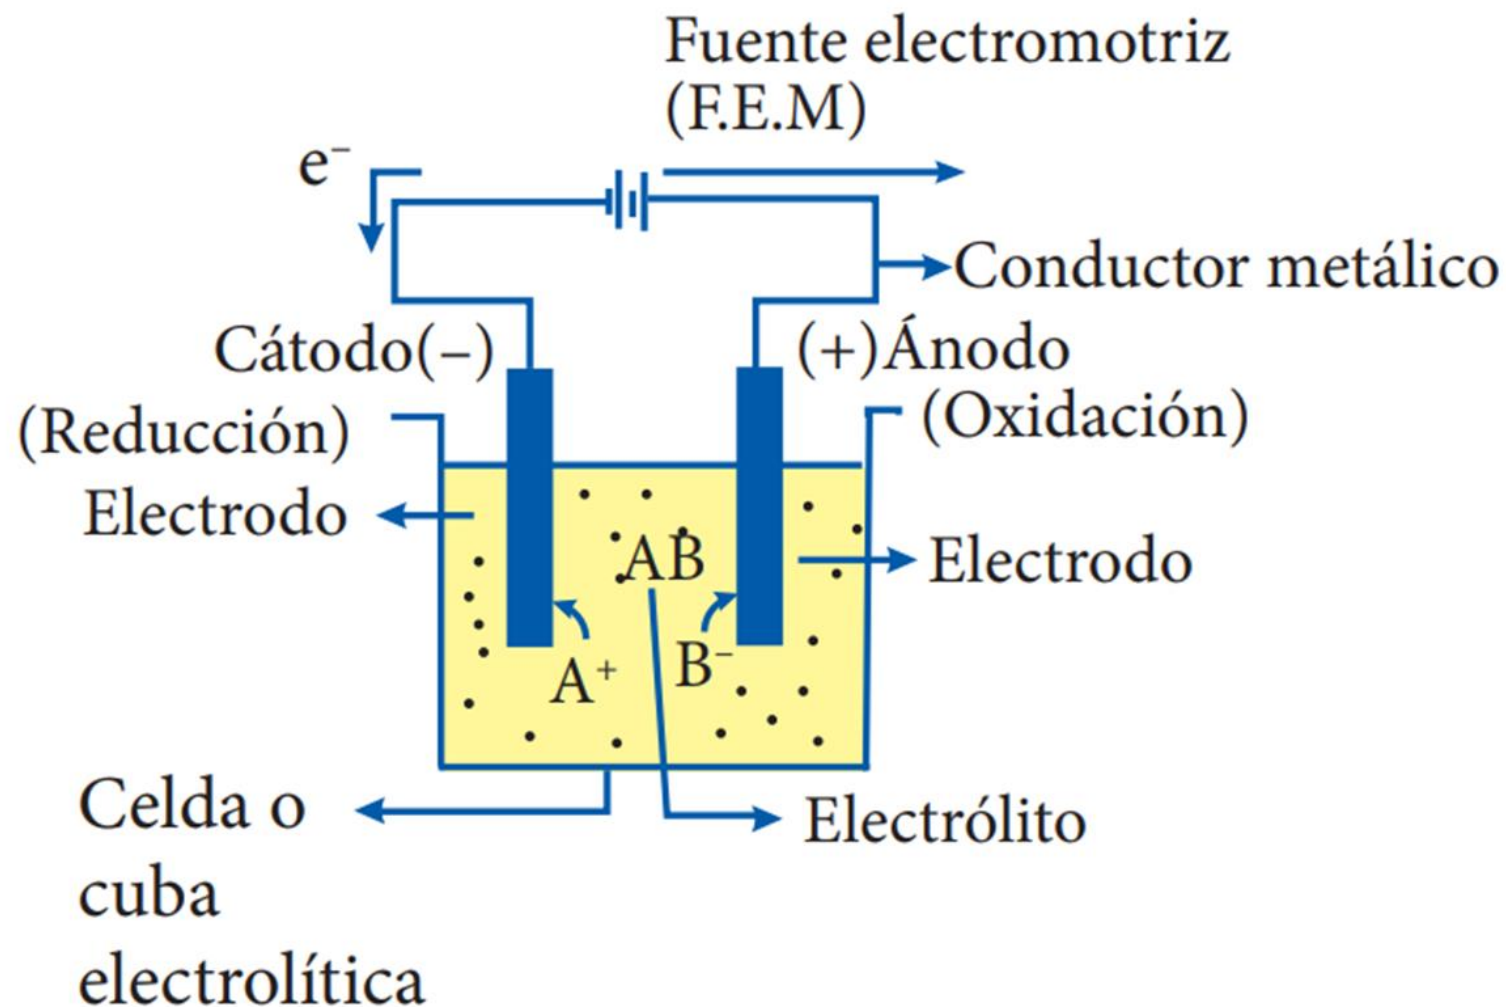 Fuente electromotriz
(F.E.M)
e⁻
Conductor metálico
Cátodo(–)
(+)Ánodo
(Reducción)
(Oxidación)
Electrodo
AB
Electrodo
A⁺
B⁻
Celda o
cuba
electrolítica
Electrólito